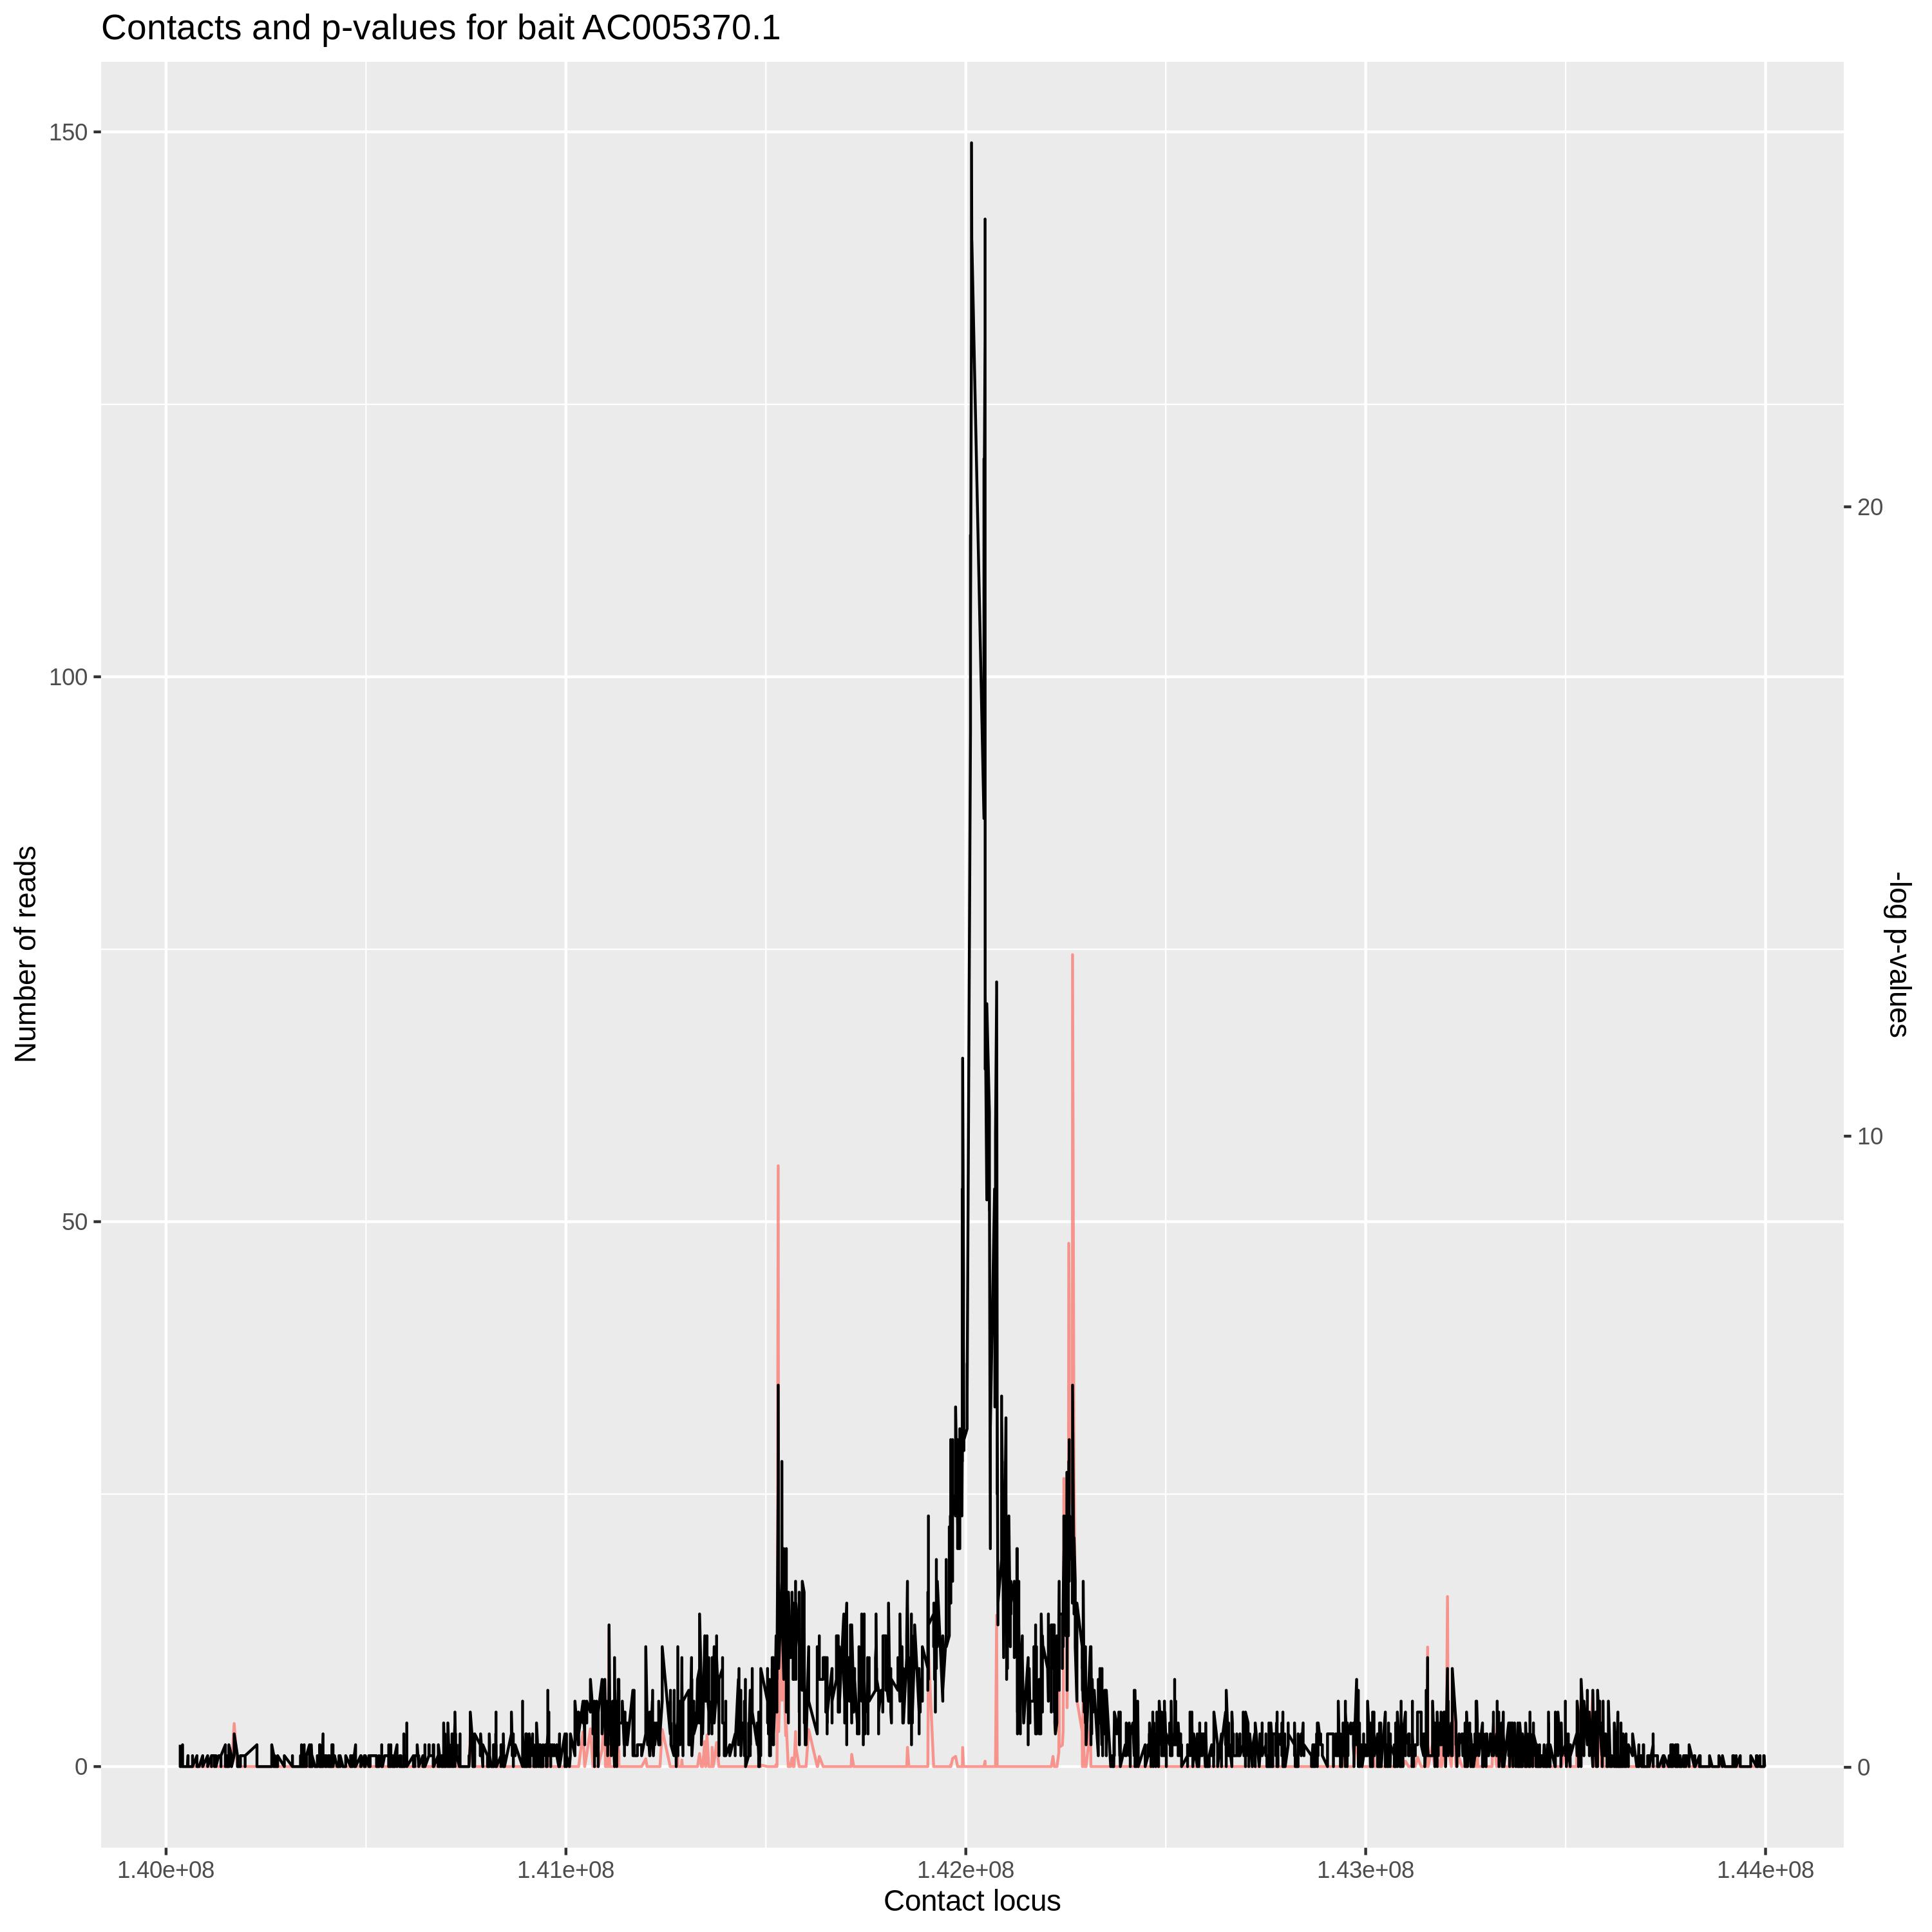 Contacts and p-values for bait AC005370.1
150
100
50
0
Number of reads
20
10
0
-log p-values
1.40e+08
1.41e+08
1.42e+08
1.43e+08
1.44e+08
Contact locus